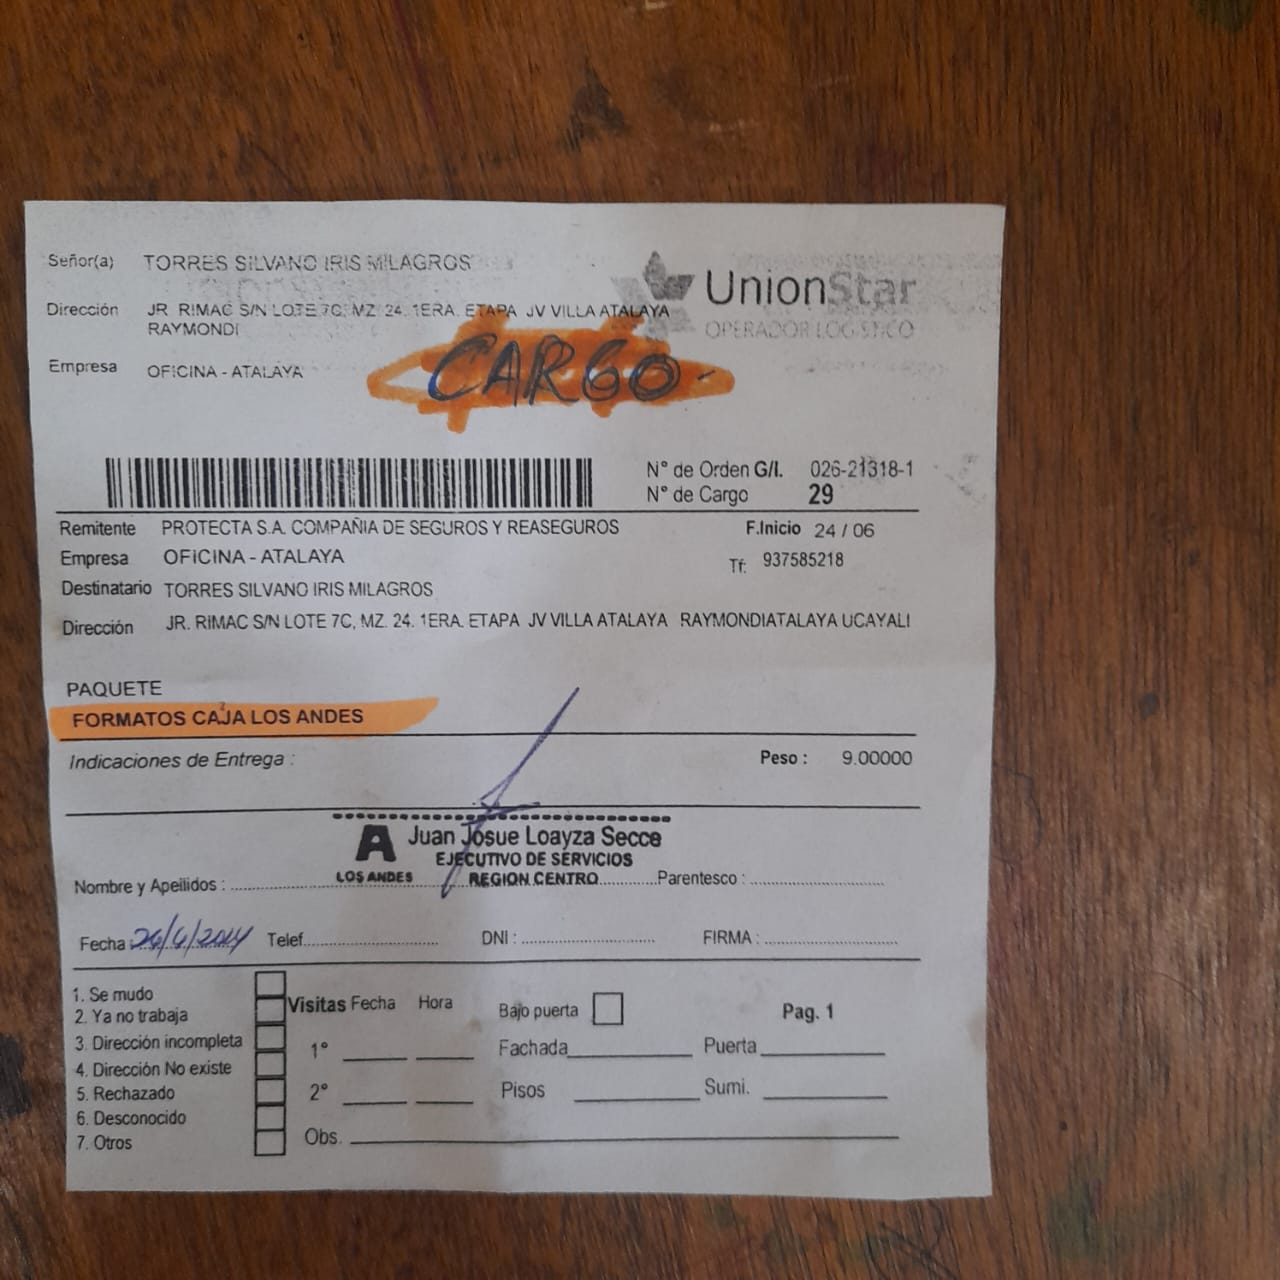 Señor(a) TORRES SILVANO IRIS MILAGROS
UnionStar
OPERADOR LOGISTICO
Dirección JR. RIMAC S/N LOTE 7C, MZ. 24. 1ERA. ETAPA JV VILLA ATALAYA
RAYMONDI
Empresa OFICINA - ATALAYA
CARGO -
N° de Orden G/I. 026-21318-1
N° de Cargo 29
Remitente PROTECTA S.A. COMPAÑIA DE SEGUROS Y REASEGUROS F.Inicio 24 / 06
Empresa OFICINA - ATALAYA Tf: 937585218
Destinatario TORRES SILVANO IRIS MILAGROS
Dirección JR. RIMAC S/N LOTE 7C, MZ. 24. 1ERA. ETAPA JV VILLA ATALAYA RAYMONDIATALAYA UCAYALI
PAQUETE
FORMATOS CAJA LOS ANDES
Indicaciones de Entrega : Peso : 9.00000
A Juan Josue Loayza Secce
EJECUTIVO DE SERVICIOS
LOS ANDES REGION CENTRO
Nombre y Apellidos : Parentesco :
Fecha 26/6/2024 Telef. DNI : FIRMA :
1. Se mudo
2. Ya no trabaja
3. Dirección incompleta
4. Dirección No existe
5. Rechazado
6. Desconocido
7. Otros
Visitas Fecha Hora Bajo puerta Pag. 1
1° Fachada Puerta
2° Pisos Sumi.
Obs.